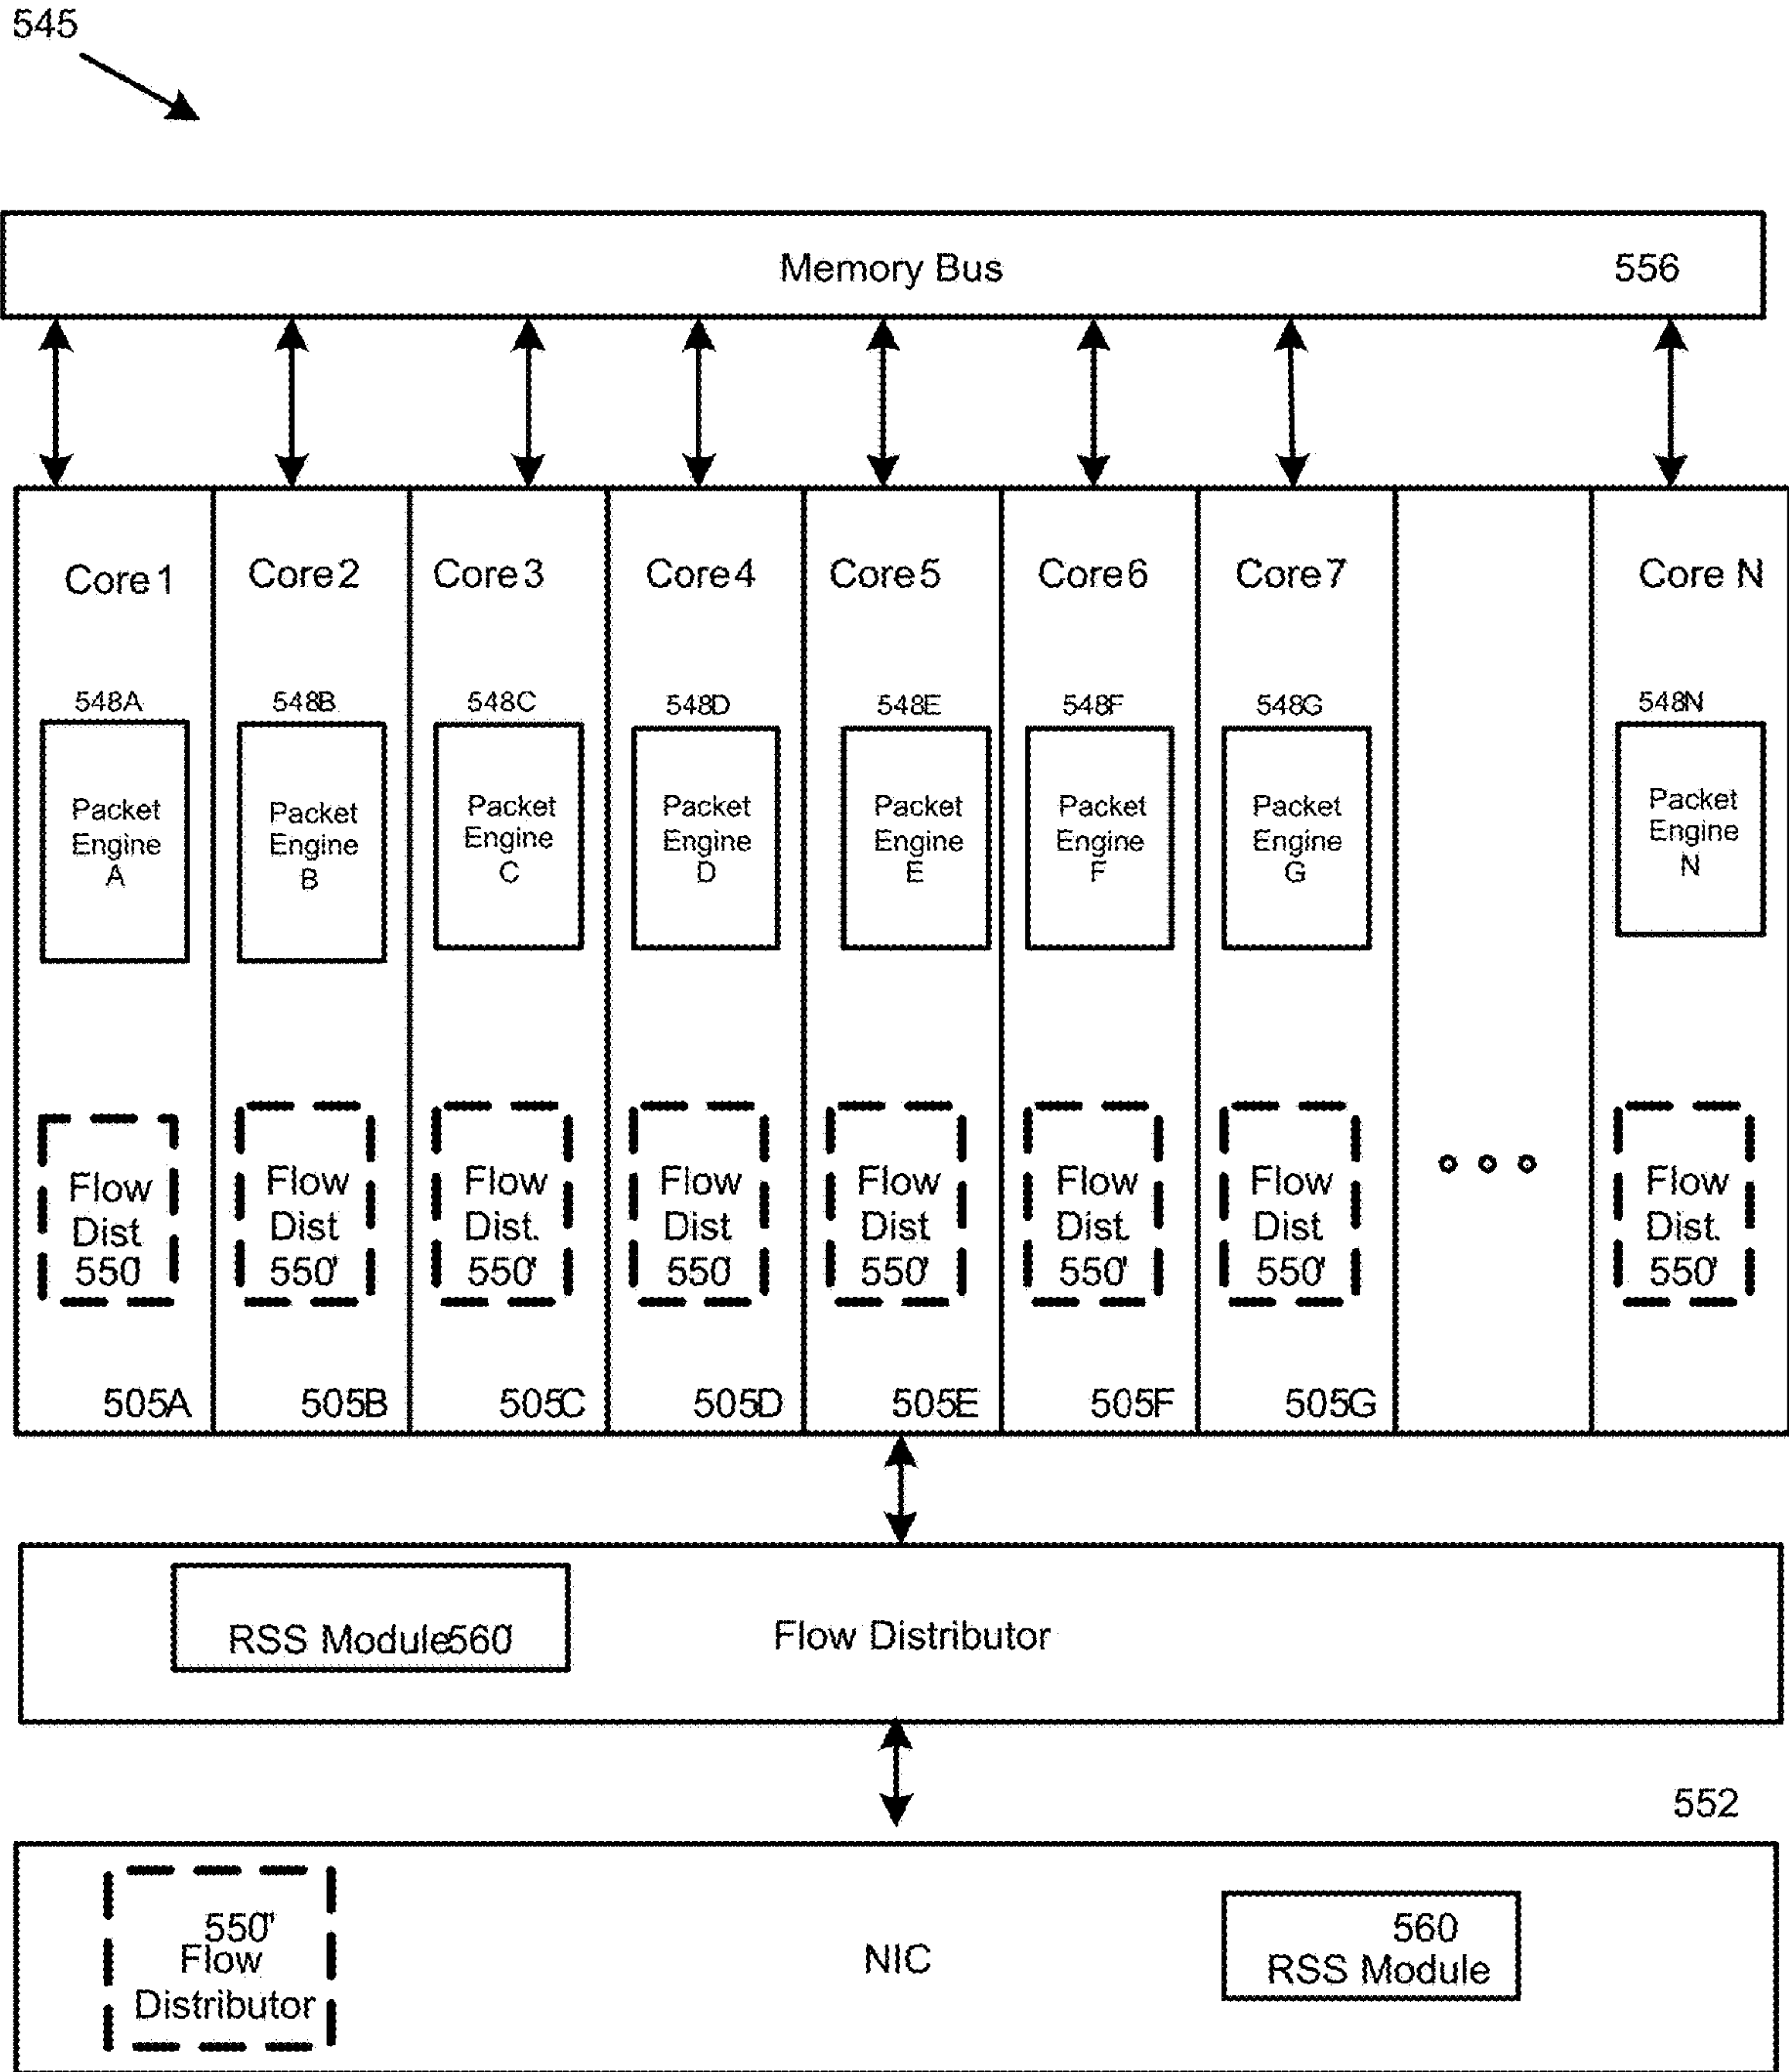 545
Memory Bus 556
Core 1 Core 2 Core 3 Core 4 Core 5 Core 6 Core 7 Core N
548A 548B 548C 548D 548E 548F 548G 548N
Packet Engine A
Packet Engine B
Packet Engine C
Packet Engine D
Packet Engine E
Packet Engine F
Packet Engine G
Packet Engine N
Flow Dist 550'
Flow Dist. 550'
Flow Dist. 550'
Flow Dist. 550'
Flow Dist. 550'
Flow Dist. 550'
Flow Dist. 550'
Flow Dist. 550'
505A 505B 505C 505D 505E 505F 505G
RSS Module 560'
Flow Distributor
552
550"
Flow
Distributor
NIC
560
RSS Module